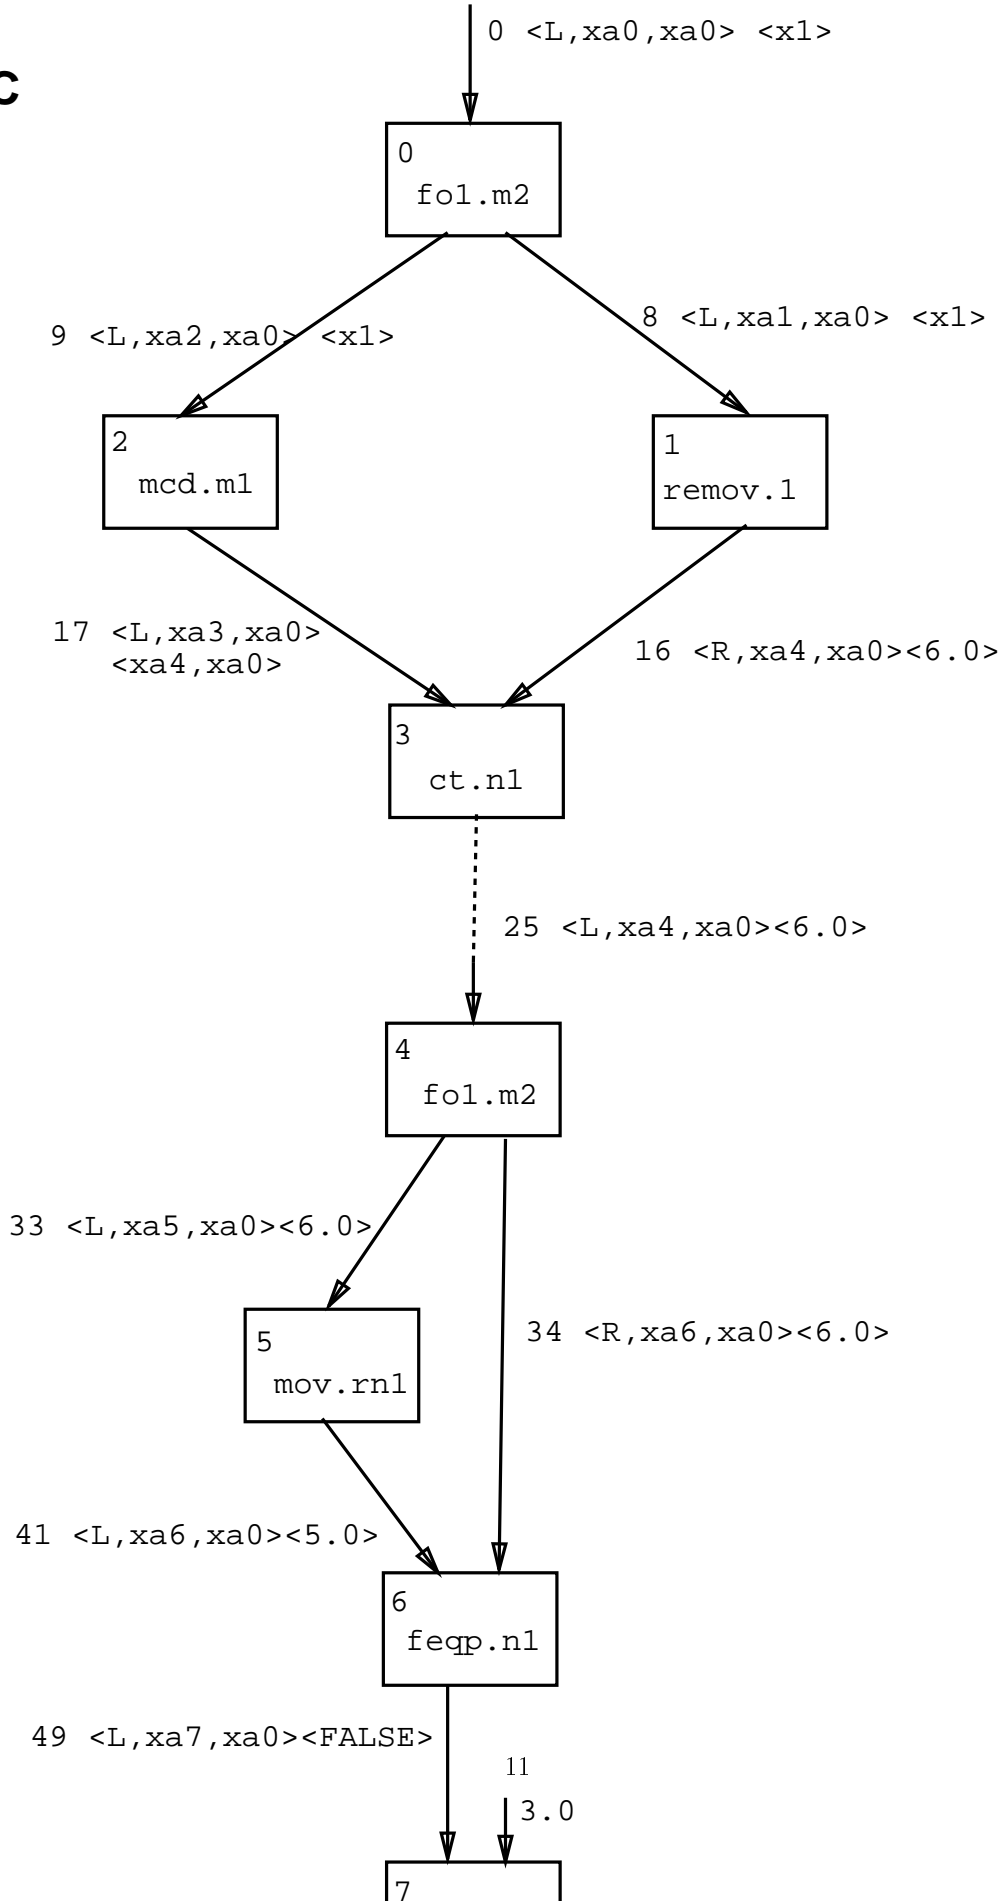 0 <L,xa0,xa0> <x1>
C
0
fo1.m2
9 <L,xa2,xa0> <x1>
8 <L,xa1,xa0> <x1>
2
mcd.m1
1
remov.1
17 <L,xa3,xa0>
<xa4,xa0>
16 <R,xa4,xa0><6.0>
3
ct.n1
25 <L,xa4,xa0><6.0>
4
fo1.m2
33 <L,xa5,xa0><6.0>
34 <R,xa6,xa0><6.0>
5
mov.rn1
41 <L,xa6,xa0><5.0>
6
feqp.n1
49 <L,xa7,xa0><FALSE>
11
3.0
7